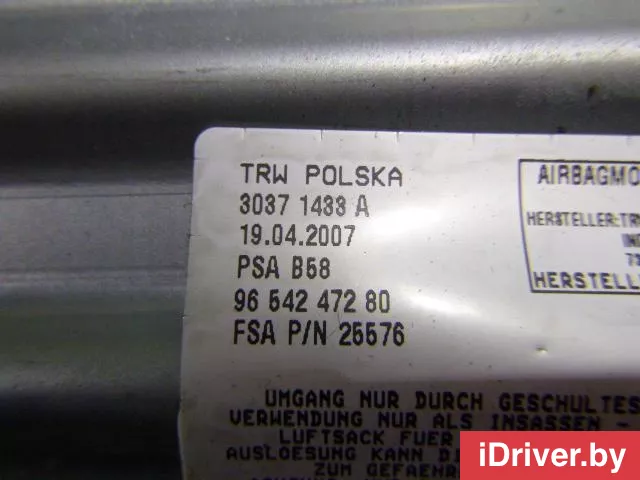 TRW POLSKA
3037 1433 A
19.04.2007
PSA B58
96 542 472 80
FSA P/N 25576
AIRBAGMO
HERSTELLER:TR
HERSTELL
UMGANG NUR DURCH GESCHULTES
VERWENDUNG NUR ALS INSASSEN -
LUFTSACK FUER
AUSLOESUNG KANN
ZUM GEFAEHR
iDriver.by